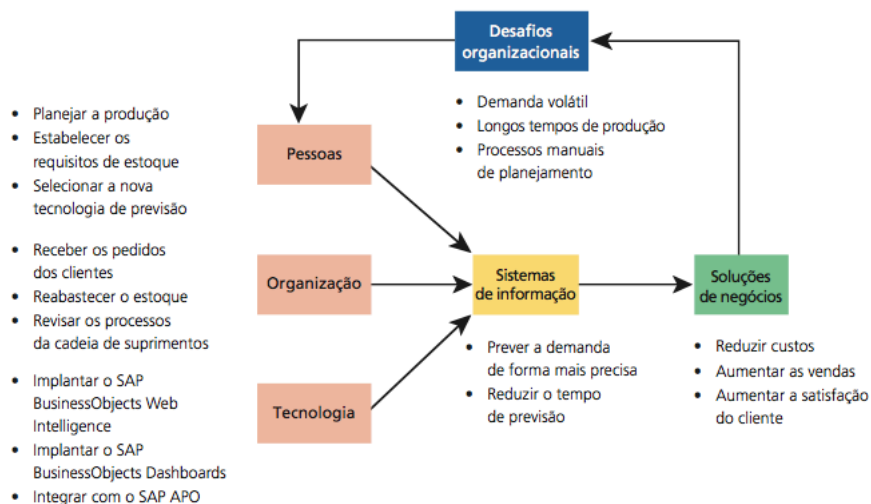 Desafios
organizacionais
• Demanda volátil
• Longos tempos de produção
• Processos manuais
de planejamento
• Planejar a produção
• Estabelecer os
requisitos de estoque
• Selecionar a nova
tecnologia de previsão
Pessoas
• Receber os pedidos
dos clientes
• Reabastecer o estoque
• Revisar os processos
da cadeia de suprimentos
Organização
Sistemas
de informação
Soluções
de negócios
• Prever a demanda
de forma mais precisa
• Reduzir o tempo
de previsão
• Reduzir custos
• Aumentar as vendas
• Aumentar a satisfação
do cliente
• Implantar o SAP
BusinessObjects Web
Intelligence
• Implantar o SAP
BusinessObjects Dashboards
• Integrar com o SAP APO
Tecnologia